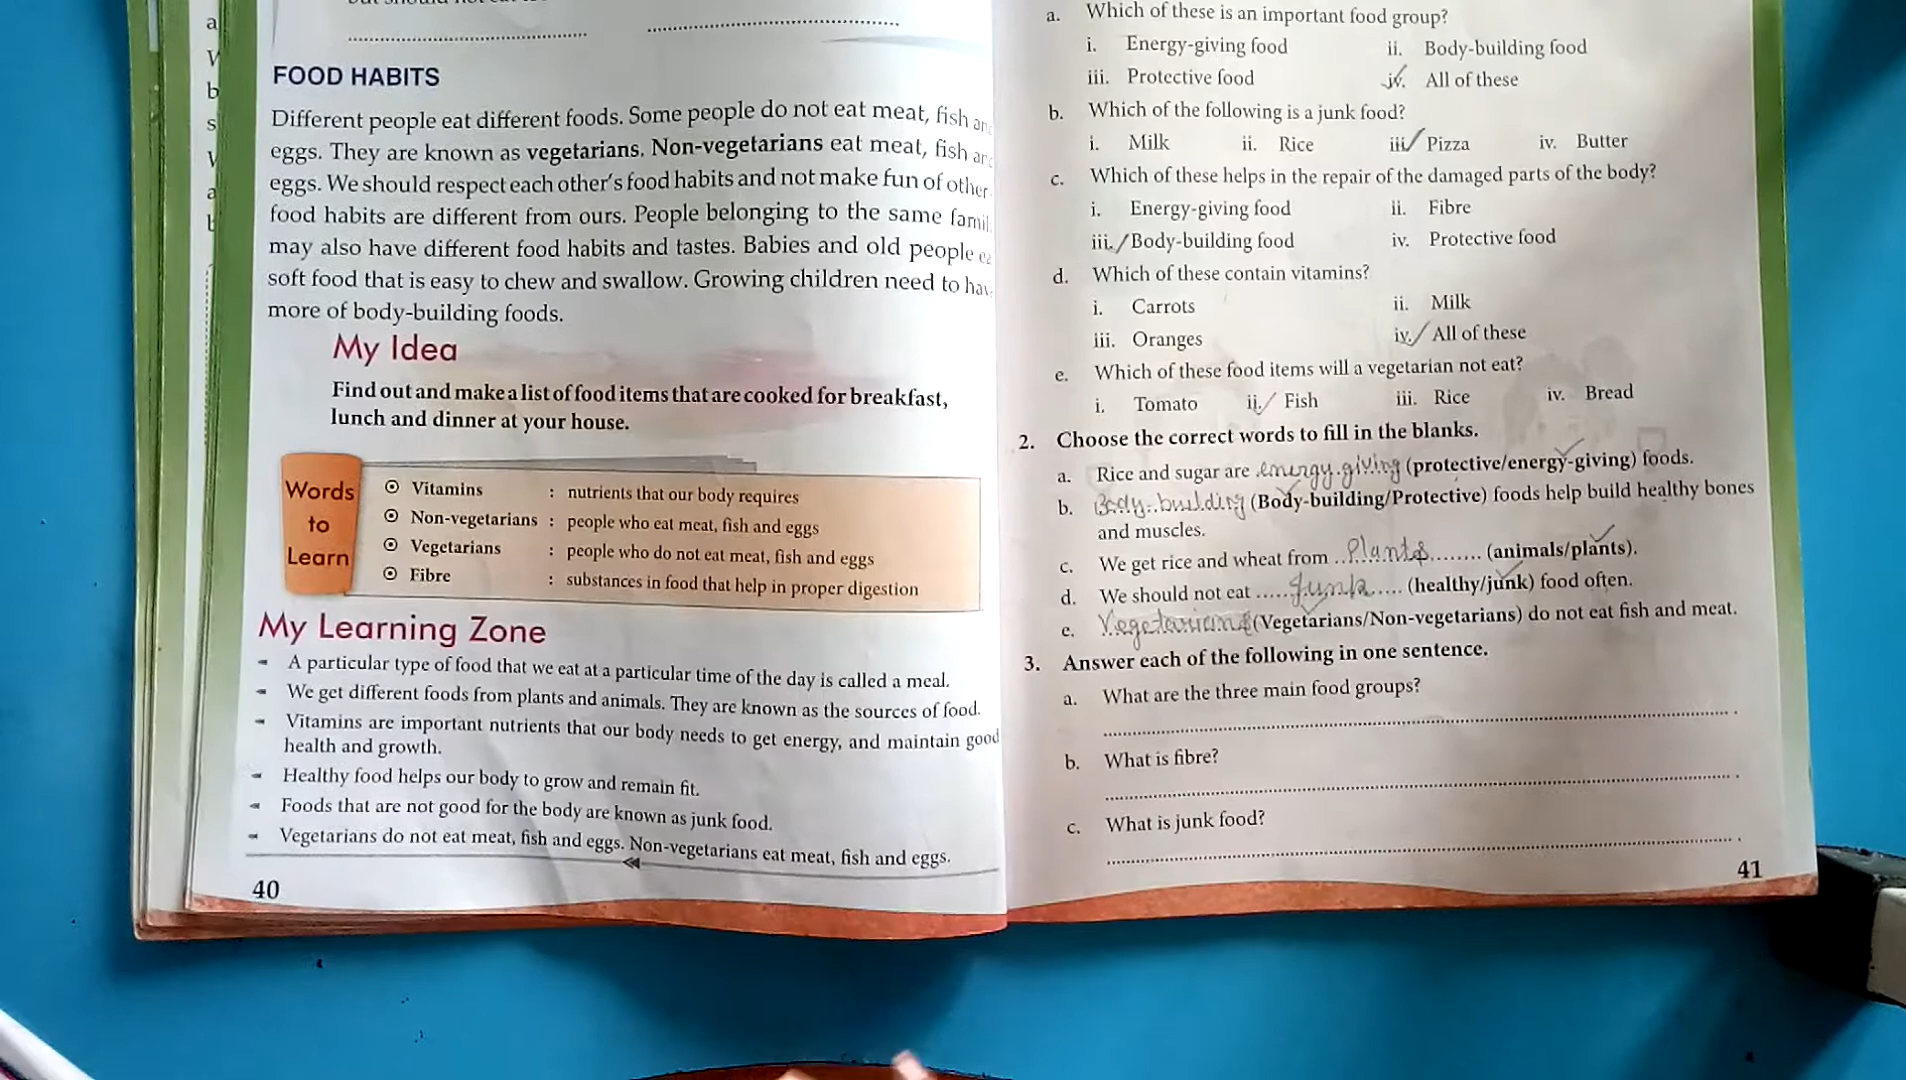 a
V
b
s
V
a
b
FOOD HABITS
Different people eat different foods. Some people do not eat meat, fish an
eggs. They are known as vegetarians. Non-vegetarians eat meat, fish an
eggs. We should respect each other's food habits and not make fun of other
food habits are different from ours. People belonging to the same famil
may also have different food habits and tastes. Babies and old people ea
soft food that is easy to chew and swallow. Growing children need to hav
more of body-building foods.
My Idea
Find out and make a list of food items that are cooked for breakfast,
lunch and dinner at your house.
Words
to
Learn
Vitamins : nutrients that our body requires
Non-vegetarians : people who eat meat, fish and eggs
Vegetarians : people who do not eat meat, fish and eggs
Fibre : substances in food that help in proper digestion
My Learning Zone
A particular type of food that we eat at a particular time of the day is called a meal.
We get different foods from plants and animals. They are known as the sources of food.
Vitamins are important nutrients that our body needs to get energy, and maintain good
health and growth.
Healthy food helps our body to grow and remain fit.
Foods that are not good for the body are known as junk food.
Vegetarians do not eat meat, fish and eggs. Non-vegetarians eat meat, fish and eggs.
40
a. Which of these is an important food group?
i. Energy-giving food ii. Body-building food
iii. Protective food iv. All of these
b. Which of the following is a junk food?
i. Milk ii. Rice iii. Pizza iv. Butter
c. Which of these helps in the repair of the damaged parts of the body?
i. Energy-giving food ii. Fibre
iii. Body-building food iv. Protective food
d. Which of these contain vitamins?
i. Carrots ii. Milk
iii. Oranges iv. All of these
e. Which of these food items will a vegetarian not eat?
i. Tomato ii. Fish iii. Rice iv. Bread
2. Choose the correct words to fill in the blanks.
a. Rice and sugar are energy-giving (protective/energy-giving) foods.
b. Body-building (Body-building/Protective) foods help build healthy bones
and muscles.
c. We get rice and wheat from Plants (animals/plants).
d. We should not eat junk (healthy/junk) food often.
e. Vegetarians (Vegetarians/Non-vegetarians) do not eat fish and meat.
3. Answer each of the following in one sentence.
a. What are the three main food groups?
b. What is fibre?
c. What is junk food?
41